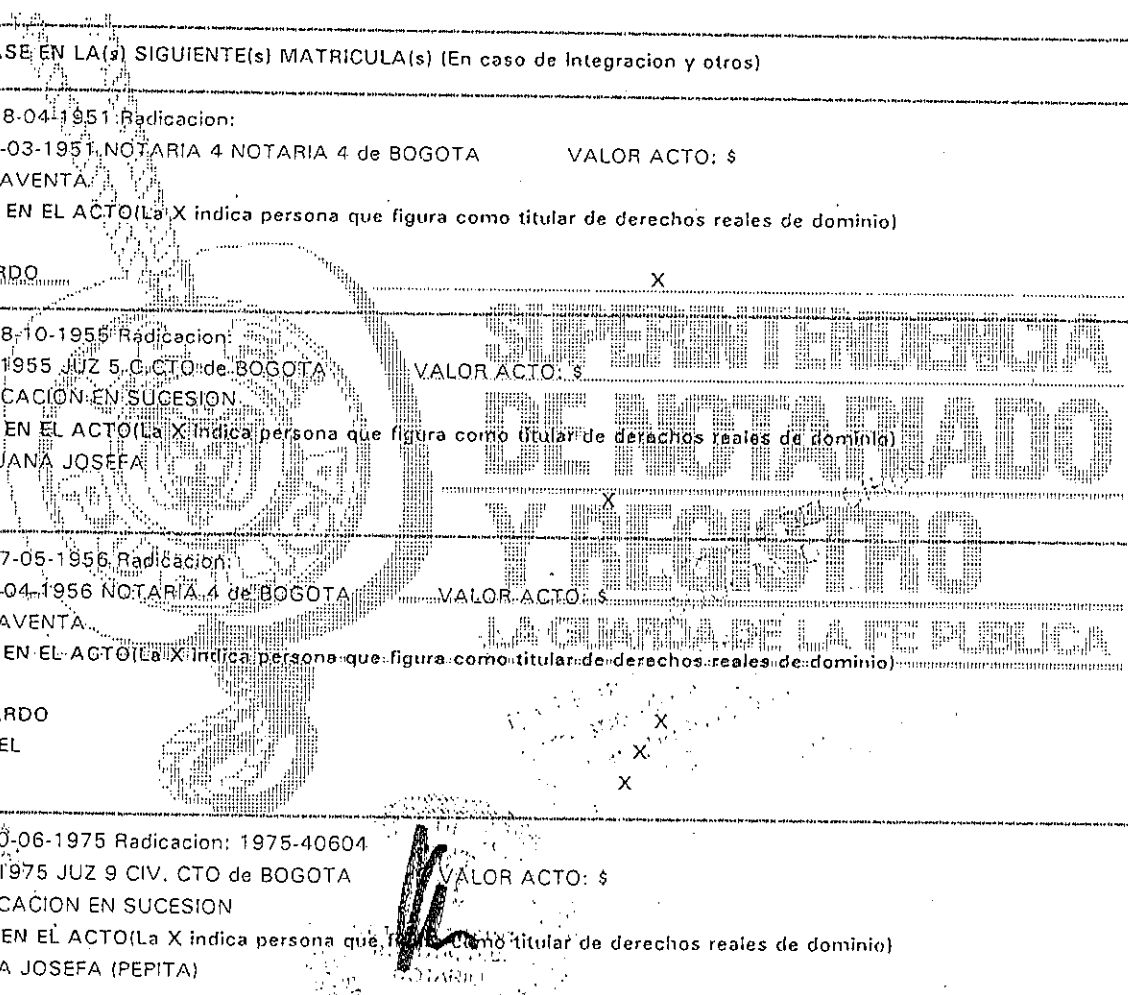 ASE EN LA(s) SIGUIENTE(s) MATRICULA(s) (En caso de Integracion y otros)
8-04-1951 Radicacion:
-03-1951 NOTARIA 4 NOTARIA 4 de BOGOTA VALOR ACTO: $
AVENTA
EN EL ACTO(La X indica persona que figura como titular de derechos reales de dominio)
RDO X
8-10-1955 Radicacion:
1955 JUZ 5 C.CTO de BOGOTA VALOR ACTO: $
CACION EN SUCESION
EN EL ACTO(La X indica persona que figura como titular de derechos reales de dominio)
UANA JOSEFA
X
7-05-1956 Radicacion:
-04-1956 NOTARIA 4 de BOGOTA VALOR ACTO: $
AVENTA
EN EL ACTO(La X indica persona que figura como titular de derechos reales de dominio)
ARDO X
EL X
X
0-06-1975 Radicacion: 1975-40604
1975 JUZ 9 CIV. CTO de BOGOTA VALOR ACTO: $
CACION EN SUCESION
EN EL ACTO(La X indica persona que como titular de derechos reales de dominio)
A JOSEFA (PEPITA)
SUPERINTENDENCIA
DE NOTARIADO
Y REGISTRO
LA GUARDA DE LA FE PUBLICA